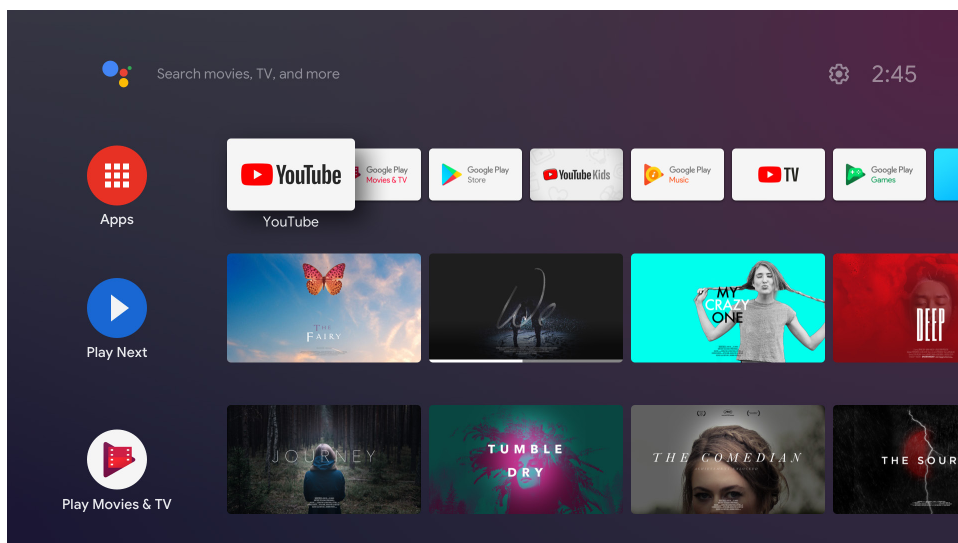 Search movies, TV, and more
2:45
Apps
YouTube
Google Play
Movies & TV
Google Play
Store
YouTube Kids
Google Play
Music
TV
Google Play
Games
YouTube
Play Next
THE
FAIRY
We
MY
CRAZY
ONE
DEEP
Play Movies & TV
JOURNEY
TUMBLE
DRY
THE COMEDIAN
THE SOUR